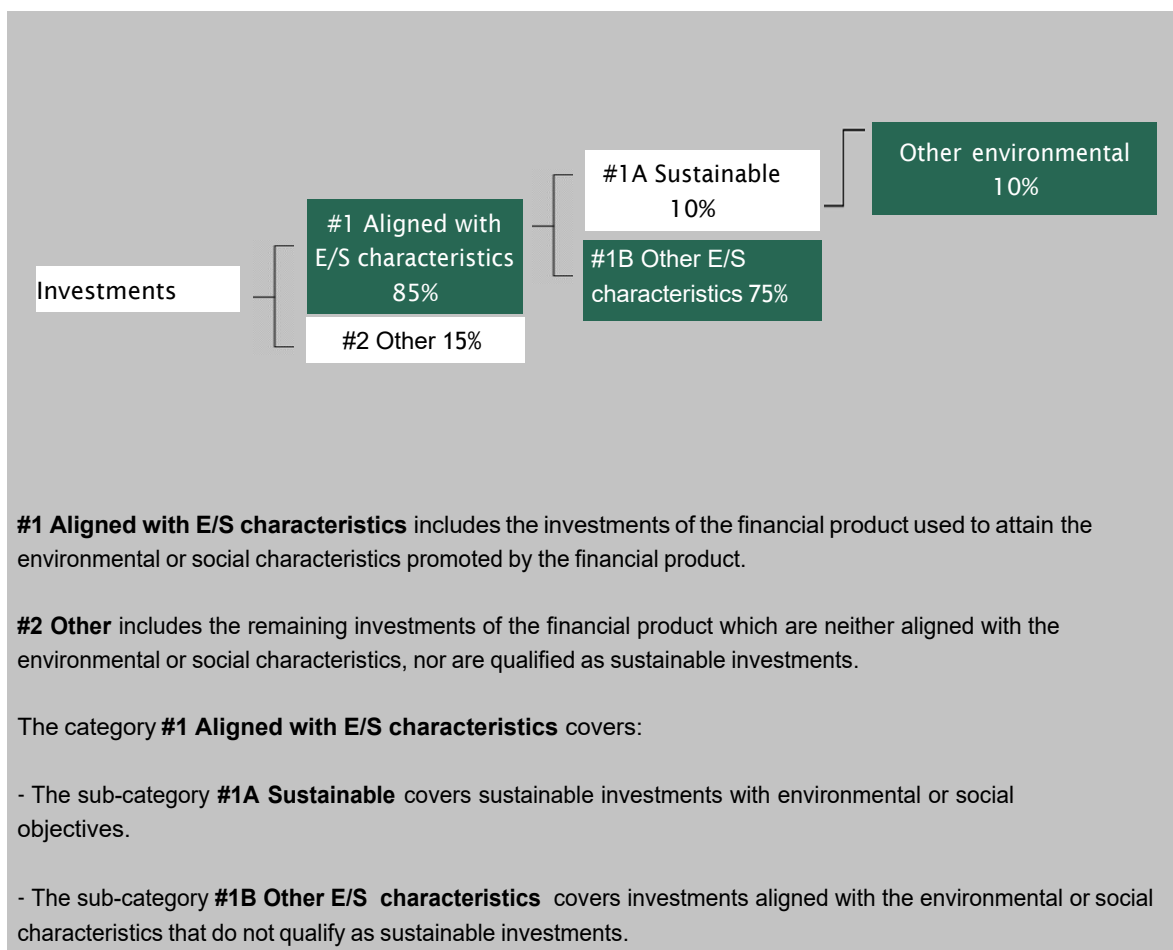 Investments
#1 Aligned with
E/S characteristics
85%
#2 Other 15%
#1A Sustainable
10%
#1B Other E/S
characteristics 75%
Other environmental
10%
#1 Aligned with E/S characteristics includes the investments of the financial product used to attain the
environmental or social characteristics promoted by the financial product.
#2 Other includes the remaining investments of the financial product which are neither aligned with the
environmental or social characteristics, nor are qualified as sustainable investments.
The category #1 Aligned with E/S characteristics covers:
- The sub-category #1A Sustainable covers sustainable investments with environmental or social
objectives.
- The sub-category #1B Other E/S characteristics covers investments aligned with the environmental or social
characteristics that do not qualify as sustainable investments.